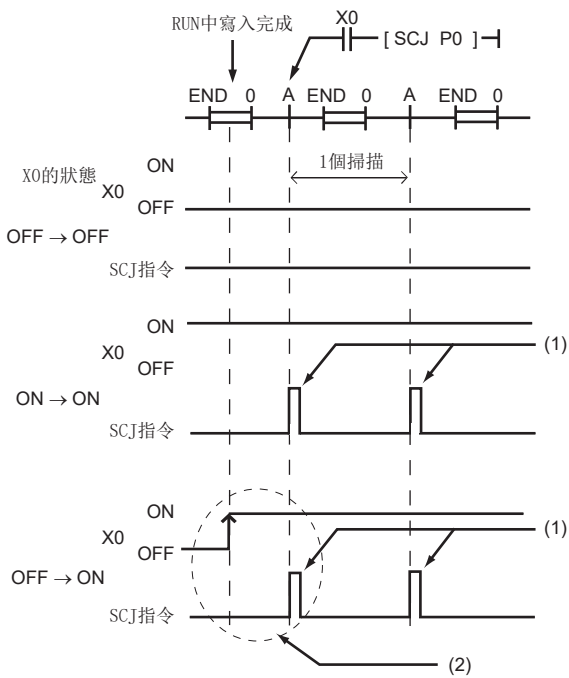 RUN中寫入完成
X0
[ SCJ P0 ]
END 0 A END 0 A END 0
1個掃描
X0的狀態
ON
X0
OFF
OFF → OFF
SCJ指令
ON
X0
OFF
(1)
ON → ON
SCJ指令
ON
X0
OFF
(1)
OFF → ON
SCJ指令
(2)